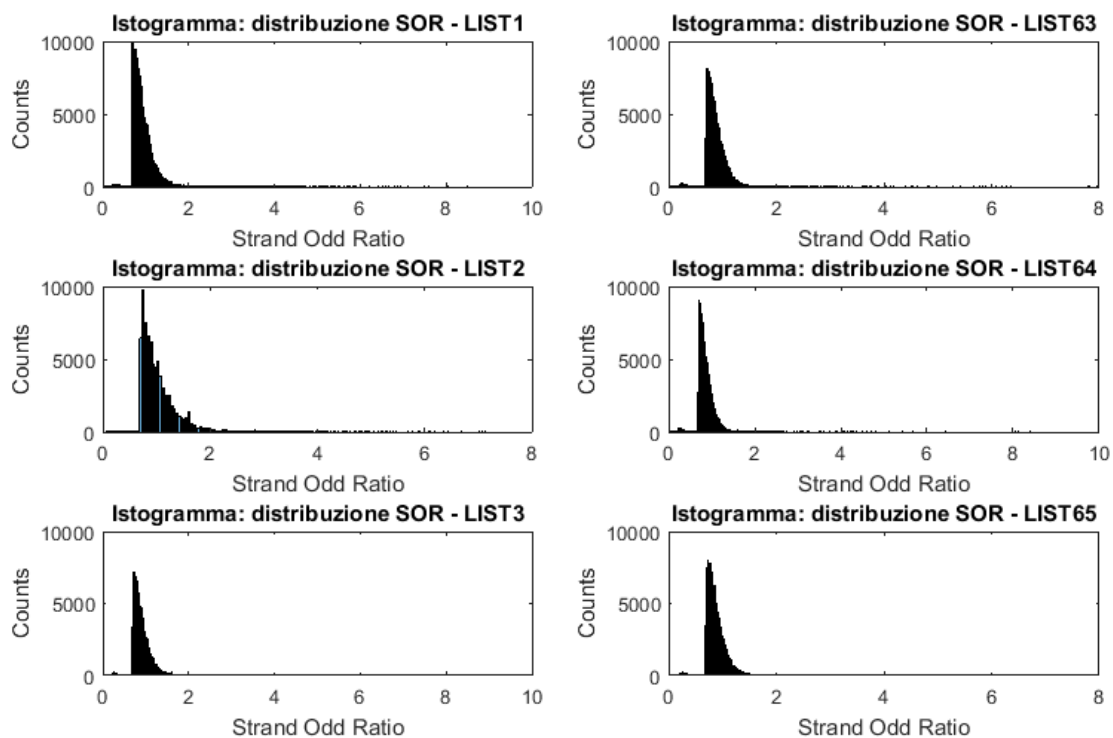 Istogramma: distribuzione SOR - LIST1
10000
5000
0
Counts
0 2 4 6 8 10
Strand Odd Ratio
Istogramma: distribuzione SOR - LIST63
10000
5000
0
Counts
0 2 4 6 8
Strand Odd Ratio
Istogramma: distribuzione SOR - LIST2
10000
5000
0
Counts
0 2 4 6 8
Strand Odd Ratio
Istogramma: distribuzione SOR - LIST64
10000
5000
0
Counts
0 2 4 6 8 10
Strand Odd Ratio
Istogramma: distribuzione SOR - LIST3
10000
5000
0
Counts
0 2 4 6 8 10
Strand Odd Ratio
Istogramma: distribuzione SOR - LIST65
10000
5000
0
Counts
0 2 4 6 8
Strand Odd Ratio